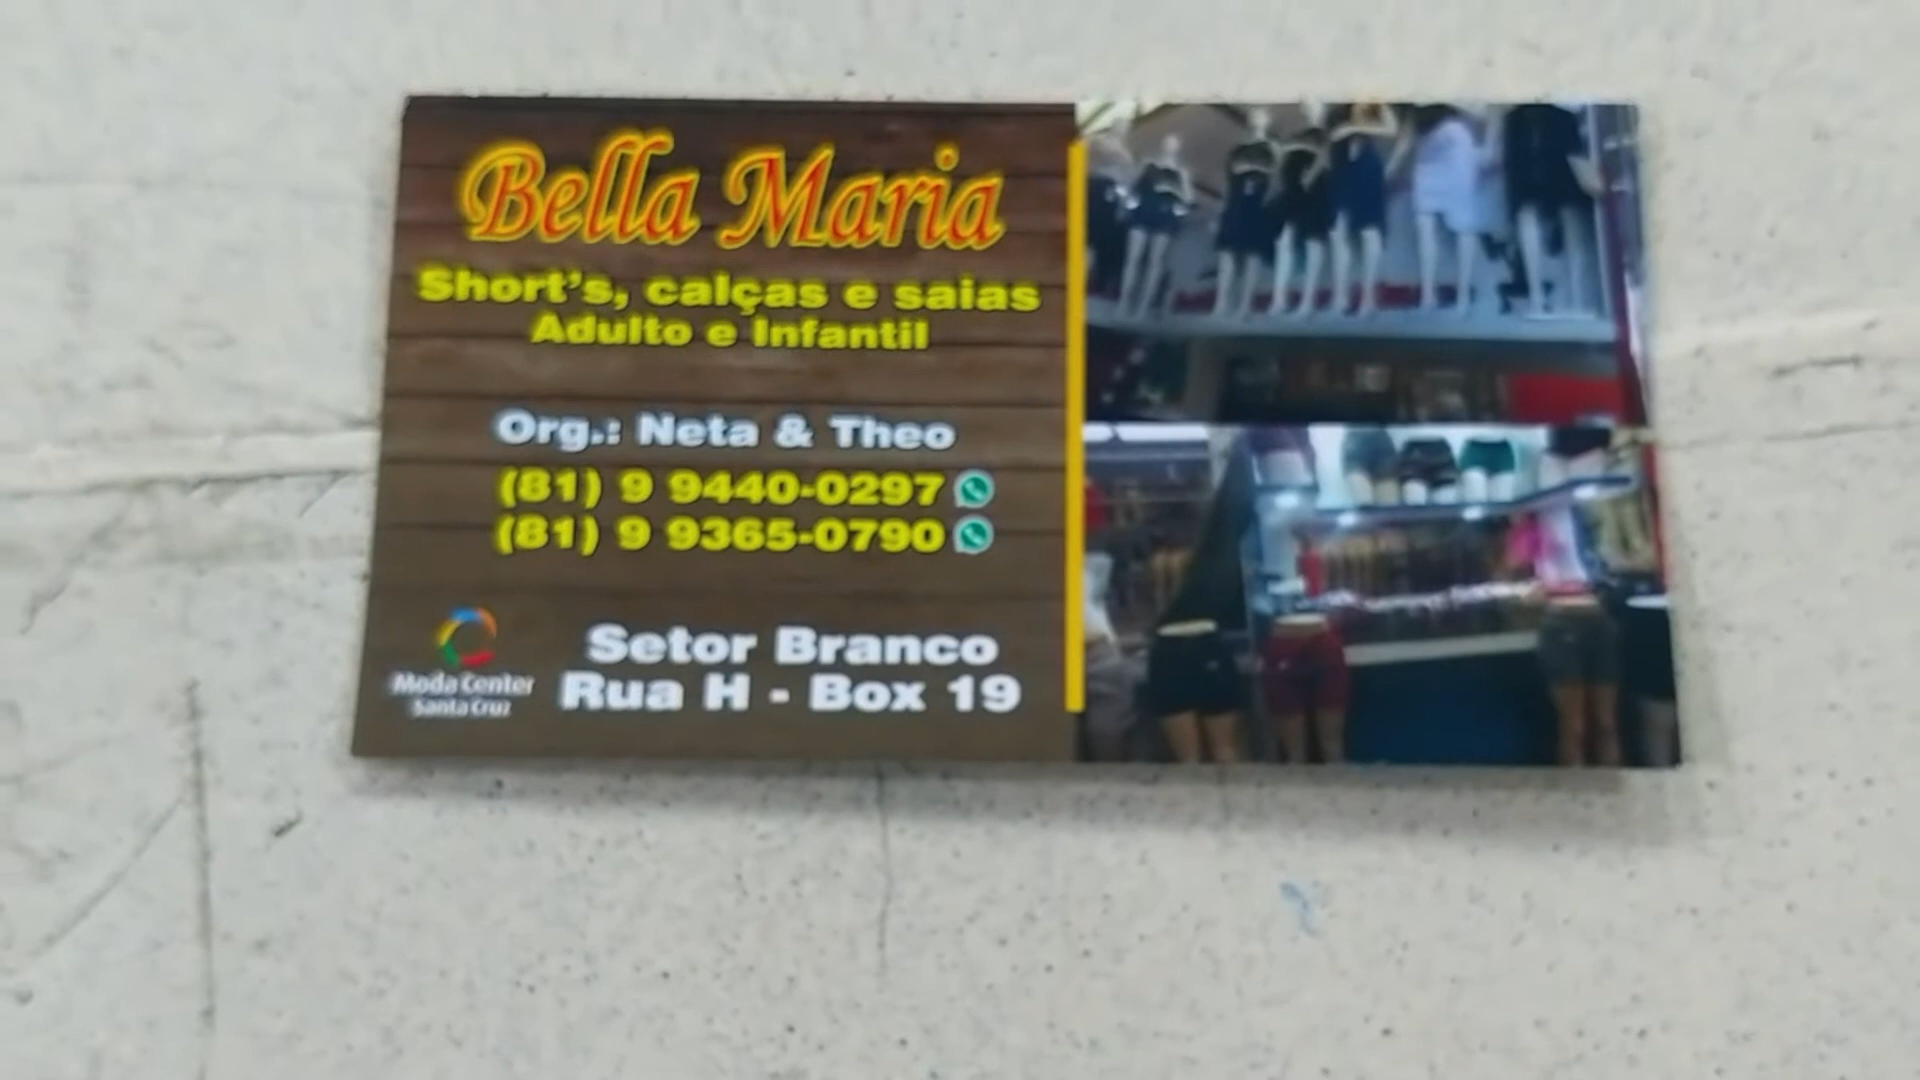 Bella Maria
Short's, calças e saias
Adulto e Infantil
Org.: Neta & Theo
(81) 9 9440-0297
(81) 9 9365-0790
Setor Branco
Rua H - Box 19
Moda Center
Santa Cruz